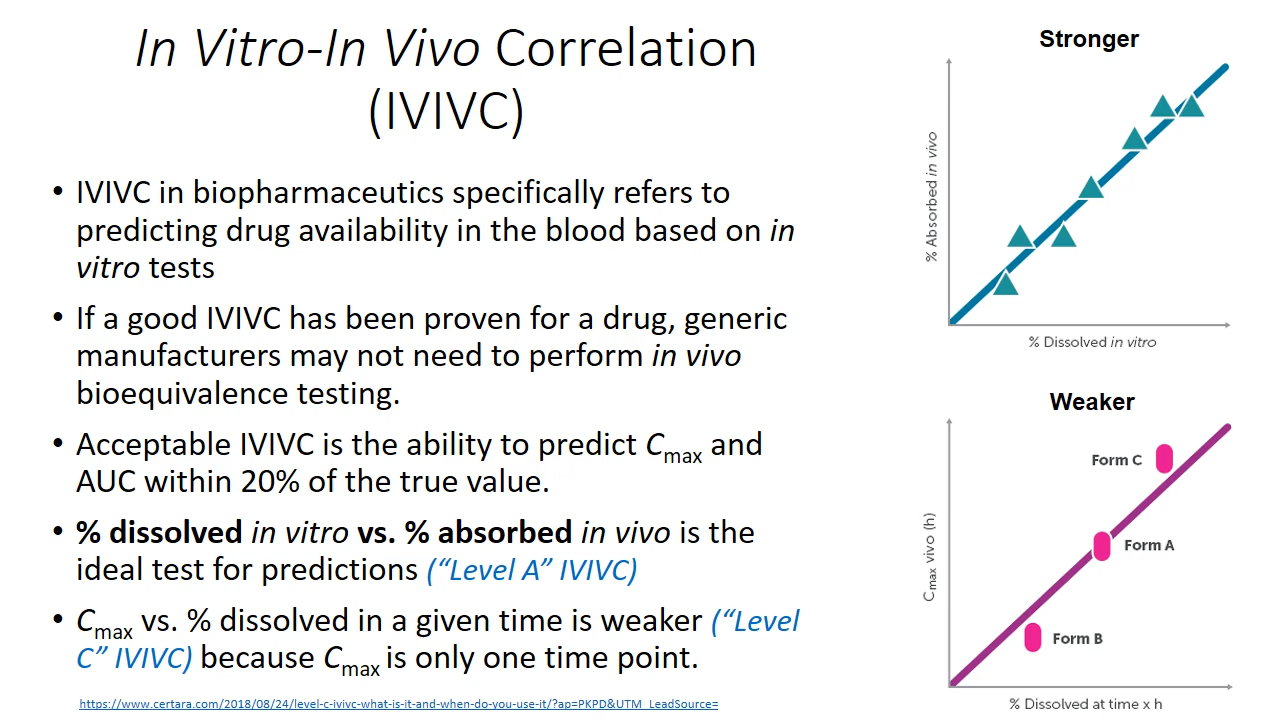 In Vitro-In Vivo Correlation
(IVIVC)
• IVIVC in biopharmaceutics specifically refers to
predicting drug availability in the blood based on in
vitro tests
• If a good IVIVC has been proven for a drug, generic
manufacturers may not need to perform in vivo
bioequivalence testing.
• Acceptable IVIVC is the ability to predict Cmax and
AUC within 20% of the true value.
• % dissolved in vitro vs. % absorbed in vivo is the
ideal test for predictions (“Level A” IVIVC)
• Cmax vs. % dissolved in a given time is weaker (“Level
C” IVIVC) because Cmax is only one time point.
https://www.certara.com/2018/08/24/level-c-ivivc-what-is-it-and-when-do-you-use-it/?ap=PKPD&UTM_LeadSource=
Stronger
% Absorbed in vivo
% Dissolved in vitro
Weaker
Cmax vivo (h)
Form C
Form A
Form B
% Dissolved at time x h